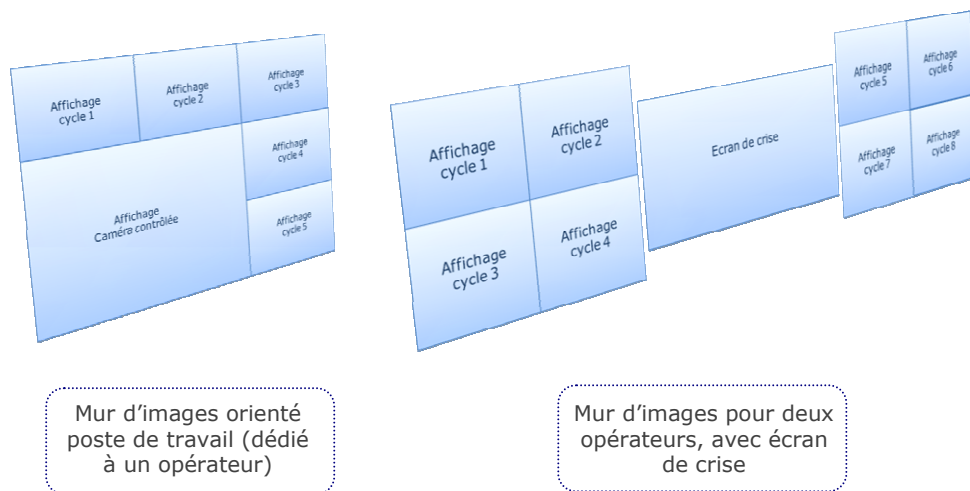 Affichage
cycle 1
Affichage
cycle 2
Affichage
cycle 3
Affichage
cycle 4
Affichage
Caméra contrôlée
Affichage
cycle 5
Affichage
cycle 1
Affichage
cycle 2
Affichage
cycle 3
Affichage
cycle 4
Ecran de crise
Affichage
cycle 5
Affichage
cycle 6
Affichage
cycle 7
Affichage
cycle 8
Mur d’images orienté
poste de travail (dédié
à un opérateur)
Mur d’images pour deux
opérateurs, avec écran
de crise